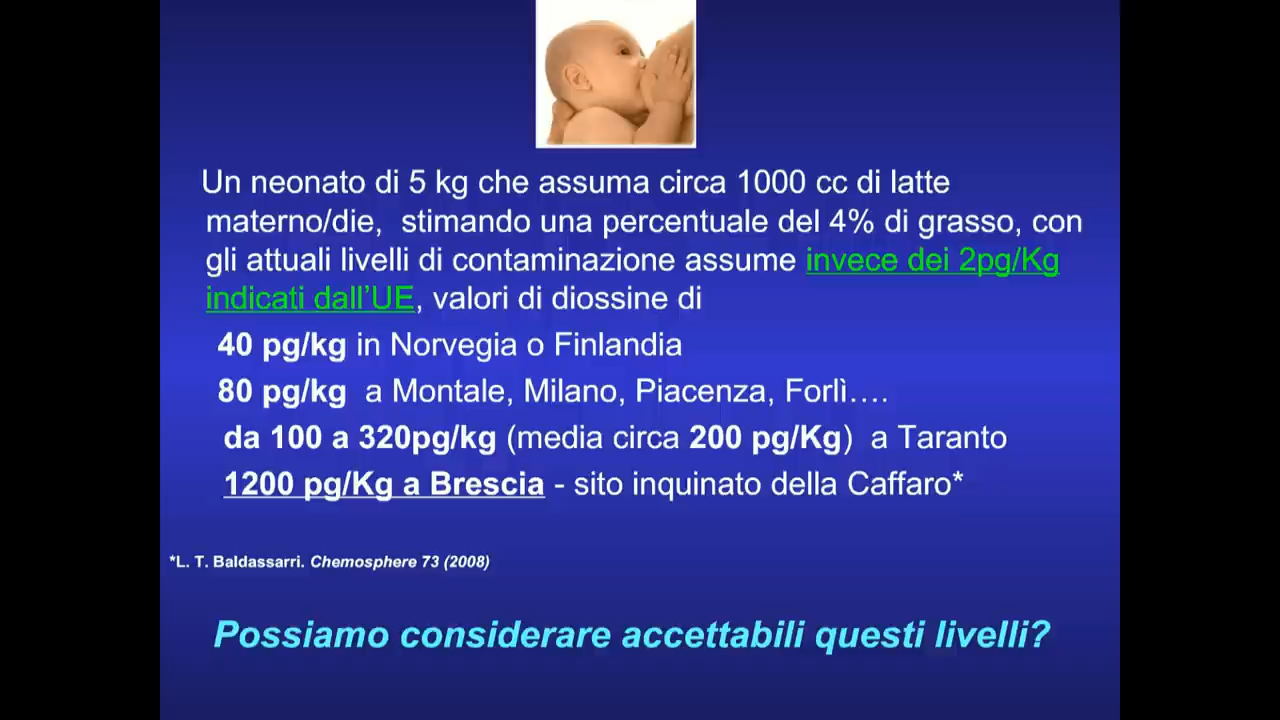 Un neonato di 5 kg che assuma circa 1000 cc di latte
materno/die, stimando una percentuale del 4% di grasso, con
gli attuali livelli di contaminazione assume invece dei 2pg/Kg
indicati dall'UE, valori di diossine di
40 pg/kg in Norvegia o Finlandia
80 pg/kg a Montale, Milano, Piacenza, Forlì….
da 100 a 320pg/kg (media circa 200 pg/Kg) a Taranto
1200 pg/Kg a Brescia - sito inquinato della Caffaro*
*L. T. Baldassarri. Chemosphere 73 (2008)
Possiamo considerare accettabili questi livelli?